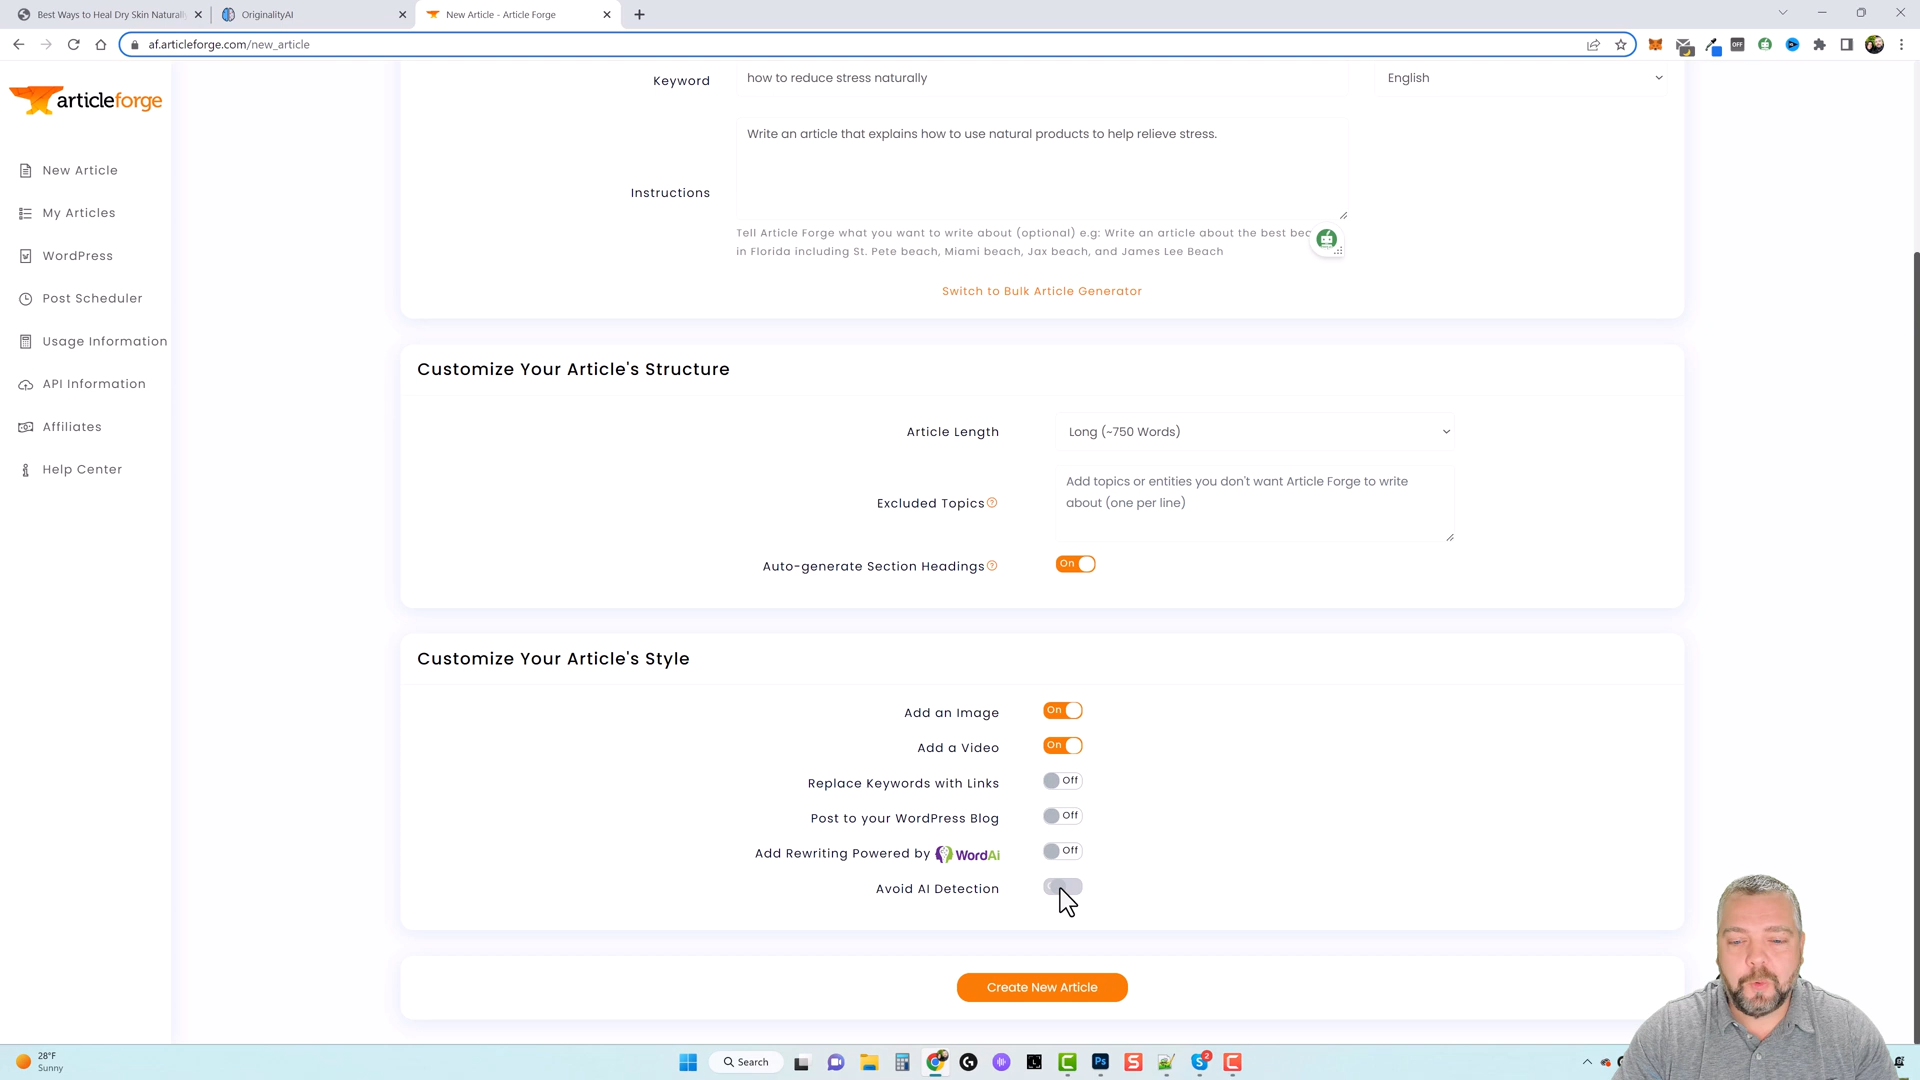 Best Ways to Heal Dry Skin Naturall
OriginalityAI
New Article - Article Forge
af.articleforge.com/new_article
articleforge
New Article
My Articles
WordPress
Post Scheduler
Usage Information
API Information
Affiliates
Help Center
Keyword
how to reduce stress naturally
English
Instructions
Write an article that explains how to use natural products to help relieve stress.
Tell Article Forge what you want to write about (optional) e.g: Write an article about the best bea
in Florida including St. Pete beach, Miami beach, Jax beach, and James Lee Beach
Switch to Bulk Article Generator
Customize Your Article's Structure
Article Length
Long (~750 Words)
Excluded Topics
Add topics or entities you don't want Article Forge to write
about (one per line)
Auto-generate Section Headings
On
Customize Your Article's Style
Add an Image
On
Add a Video
On
Replace Keywords with Links
Off
Post to your WordPress Blog
Off
Add Rewriting Powered by WordAi
Off
Avoid AI Detection
Create New Article
28°F
Sunny
Search
Ps
2